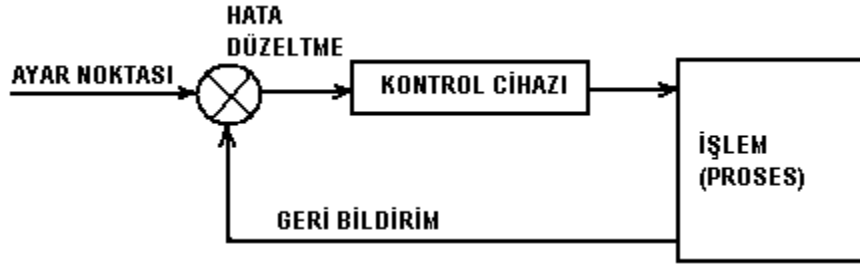 HATA
DÜZELTME
AYAR NOKTASI
KONTROL CİHAZI
İŞLEM
(PROSES)
GERİ BİLDİRİM